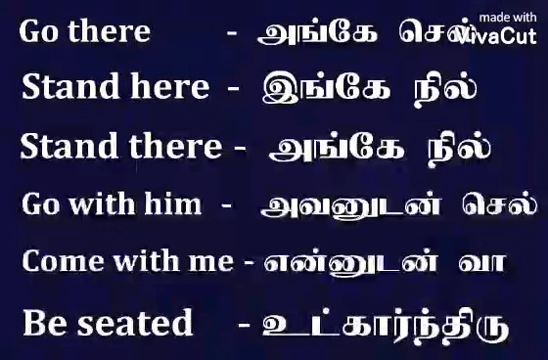 made with
VivaCut
Go there - அங்கே செல்
Stand here - இங்கே நில்
Stand there - அங்கே நில்
Go with him - அவனுடன் செல்
Come with me - என்னுடன் வா
Be seated - உட்கார்ந்திரு